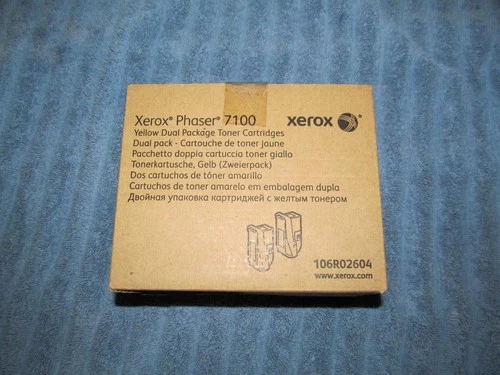 Xerox® Phaser® 7100
xerox
Yellow Dual Package Toner Cartridges
Dual pack - Cartouche de toner jaune
Pacchetto doppia cartuccia toner giallo
Tonerkartusche, Gelb (Zweierpack)
Dos cartuchos de tóner amarillo
Cartuchos de toner amarelo em embalagem dupla
Двойная упаковка картриджей с желтым тонером
106R02604
www.xerox.com